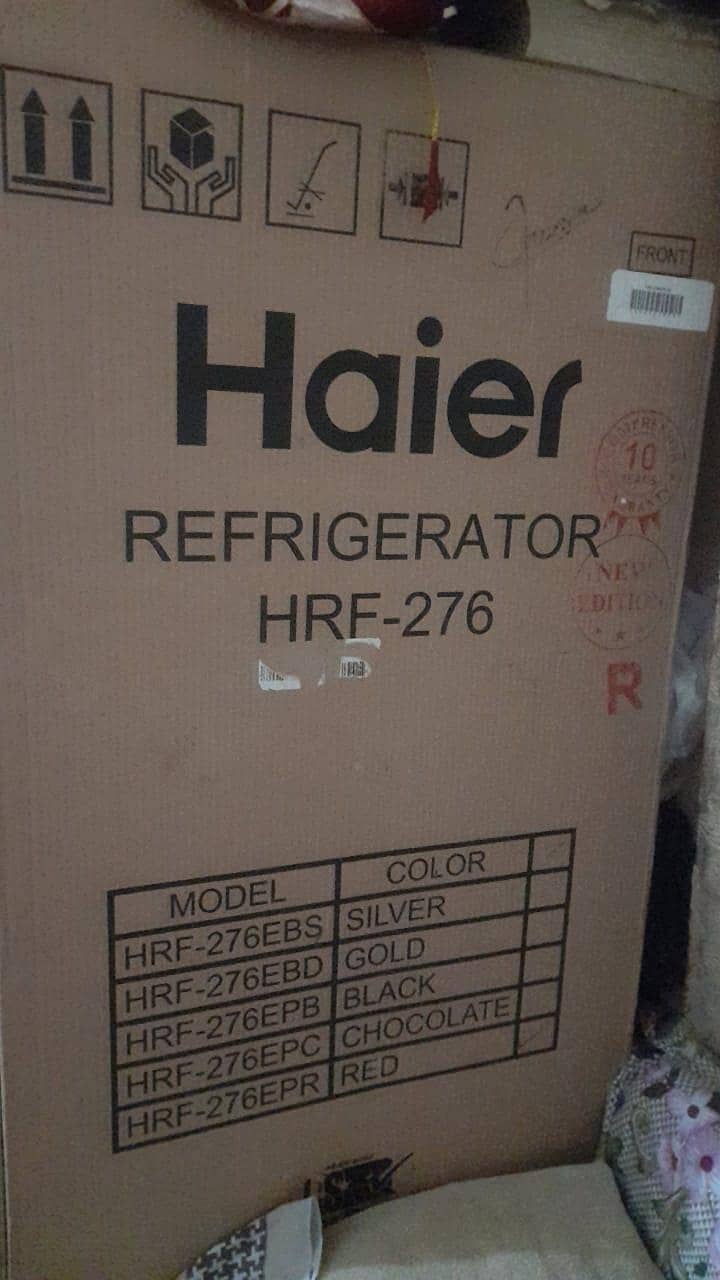 FRONT
Haier
10
YEARS
REFRIGERATOR
NEW
EDITION
HRF-276
R
MODEL COLOR
HRF-276EBS SILVER
HRF-276EBD GOLD
HRF-276EPB BLACK
HRF-276EPC CHOCOLATE
HRF-276EPR RED